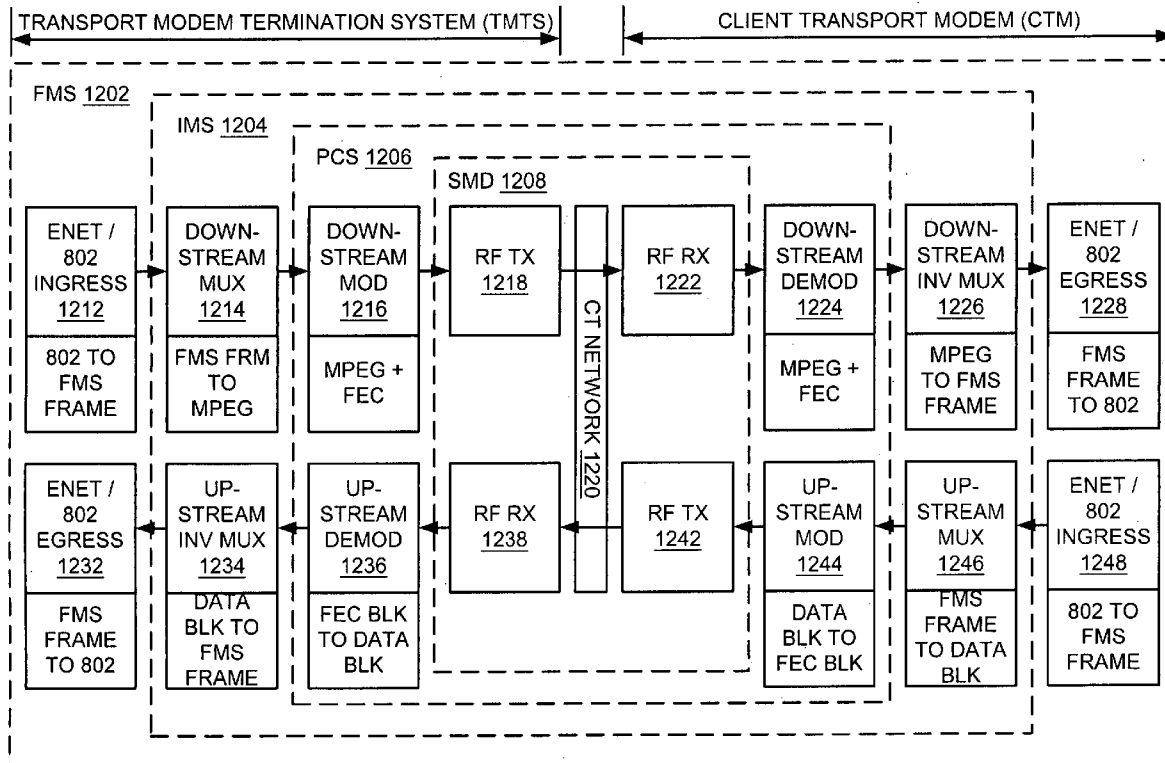 TRANSPORT MODEM TERMINATION SYSTEM (TMTS)
CLIENT TRANSPORT MODEM (CTM)
FMS 1202
IMS 1204
PCS 1206
SMD 1208
ENET /
802
INGRESS
1212
802 TO
FMS
FRAME
DOWN-
STREAM
MUX
1214
FMS FRM
TO
MPEG
DOWN-
STREAM
MOD
1216
MPEG +
FEC
RF TX
1218
CT NETWORK 1220
RF RX
1222
DOWN-
STREAM
DEMOD
1224
MPEG +
FEC
DOWN-
STREAM
INV MUX
1226
MPEG
TO FMS
FRAME
ENET /
802
EGRESS
1228
FMS
FRAME
TO 802
ENET /
802
EGRESS
1232
FMS
FRAME
TO 802
UP-
STREAM
INV MUX
1234
DATA
BLK TO
FMS
FRAME
UP-
STREAM
DEMOD
1236
FEC BLK
TO DATA
BLK
RF RX
1238
RF TX
1242
UP-
STREAM
MOD
1244
DATA
BLK TO
FEC BLK
UP-
STREAM
MUX
1246
FMS
FRAME
TO DATA
BLK
ENET /
802
INGRESS
1248
802 TO
FMS
FRAME